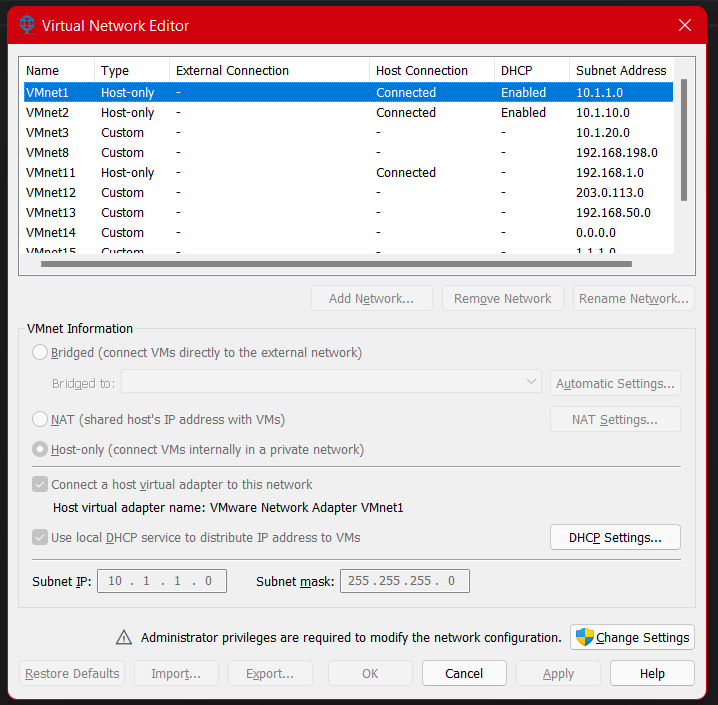 Virtual Network Editor
Name Type External Connection Host Connection DHCP Subnet Address
VMnet1 Host-only - Connected Enabled 10.1.1.0
VMnet2 Host-only - Connected Enabled 10.1.10.0
VMnet3 Custom - - - 10.1.20.0
VMnet8 Custom - - - 192.168.198.0
VMnet11 Host-only - Connected - 192.168.1.0
VMnet12 Custom - - - 203.0.113.0
VMnet13 Custom - - - 192.168.50.0
VMnet14 Custom - - - 0.0.0.0
VMnet15 Custom - - - 1.1.1.0
Add Network... Remove Network Rename Network...
VMnet Information
Bridged (connect VMs directly to the external network)
Bridged to: Automatic Settings...
NAT (shared host's IP address with VMs) NAT Settings...
Host-only (connect VMs internally in a private network)
Connect a host virtual adapter to this network
Host virtual adapter name: VMware Network Adapter VMnet1
Use local DHCP service to distribute IP address to VMs DHCP Settings...
Subnet IP: 10 . 1 . 1 . 0 Subnet mask: 255 . 255 . 255 . 0
Administrator privileges are required to modify the network configuration. Change Settings
Restore Defaults Import... Export... OK Cancel Apply Help